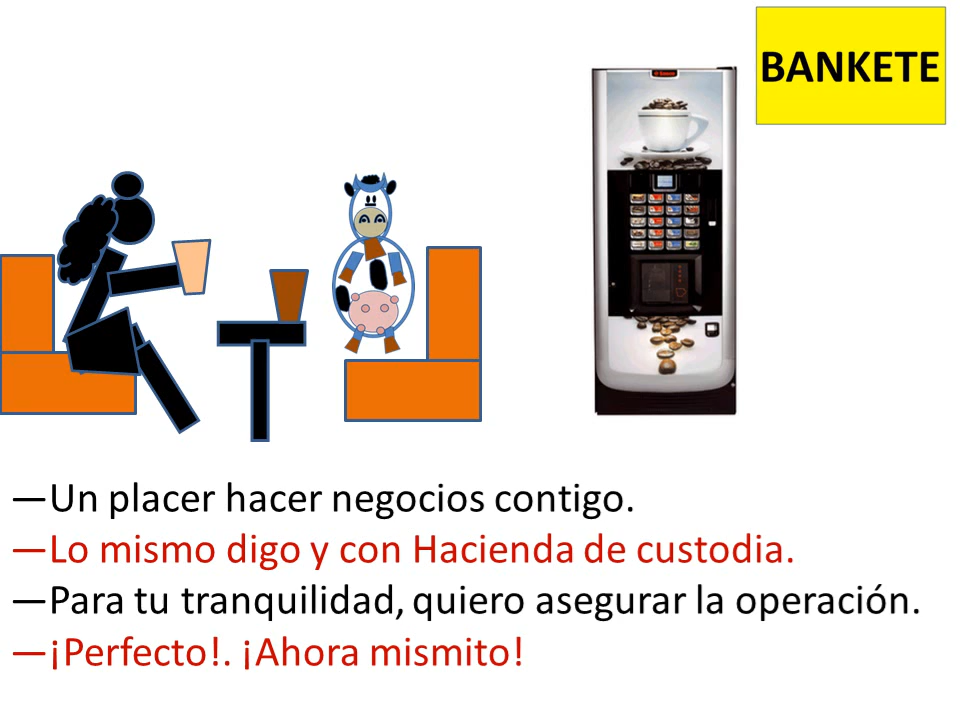 BANKETE
—Un placer hacer negocios contigo.
—Lo mismo digo y con Hacienda de custodia.
—Para tu tranquilidad, quiero asegurar la operación.
—¡Perfecto!. ¡Ahora mismito!